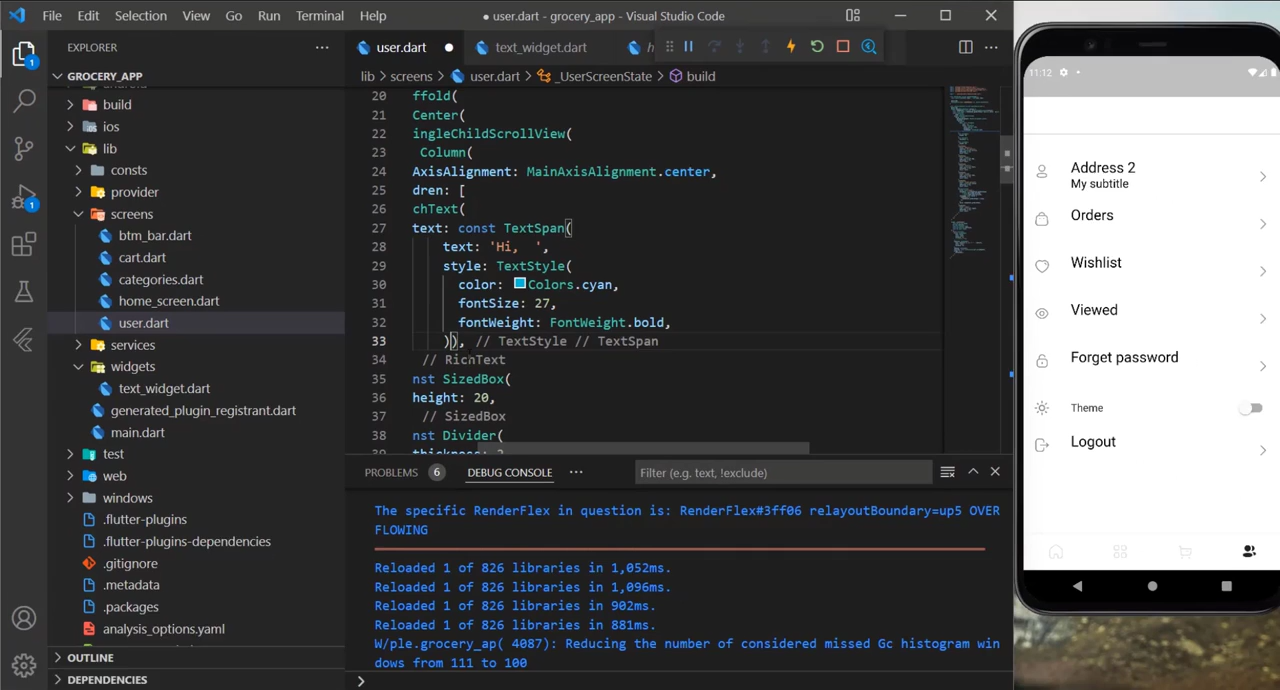 File Edit Selection View Go Run Terminal Help
● user.dart - grocery_app - Visual Studio Code
EXPLORER
GROCERY_APP
build
ios
lib
consts
provider
screens
btm_bar.dart
cart.dart
categories.dart
home_screen.dart
user.dart
services
widgets
text_widget.dart
generated_plugin_registrant.dart
main.dart
test
web
windows
.flutter-plugins
.flutter-plugins-dependencies
.gitignore
.metadata
.packages
analysis_options.yaml
OUTLINE
DEPENDENCIES
1
1
user.dart ● text_widget.dart h
lib > screens > user.dart > _UserScreenState > build
20 ffold(
21 Center(
22 ingleChildScrollView(
23 Column(
24 AxisAlignment: MainAxisAlignment.center,
25 dren: [
26 chText(
27 text: const TextSpan(
28 text: 'Hi,  ',
29 style: TextStyle(
30 color: Colors.cyan,
31 fontSize: 27,
32 fontWeight: FontWeight.bold,
33 )), // TextStyle // TextSpan
34 // RichText
35 nst SizedBox(
36 height: 20,
37 // SizedBox
38 nst Divider(
PROBLEMS 6 DEBUG CONSOLE ··· Filter (e.g. text, !exclude)
The specific RenderFlex in question is: RenderFlex#3ff06 relayoutBoundary=up5 OVER
FLOWING
Reloaded 1 of 826 libraries in 1,052ms.
Reloaded 1 of 826 libraries in 1,096ms.
Reloaded 1 of 826 libraries in 902ms.
Reloaded 1 of 826 libraries in 881ms.
W/ple.grocery_ap( 4087): Reducing the number of considered missed Gc histogram win
dows from 111 to 100
>
11:12
Address 2
My subtitle
Orders
Wishlist
Viewed
Forget password
Theme
Logout